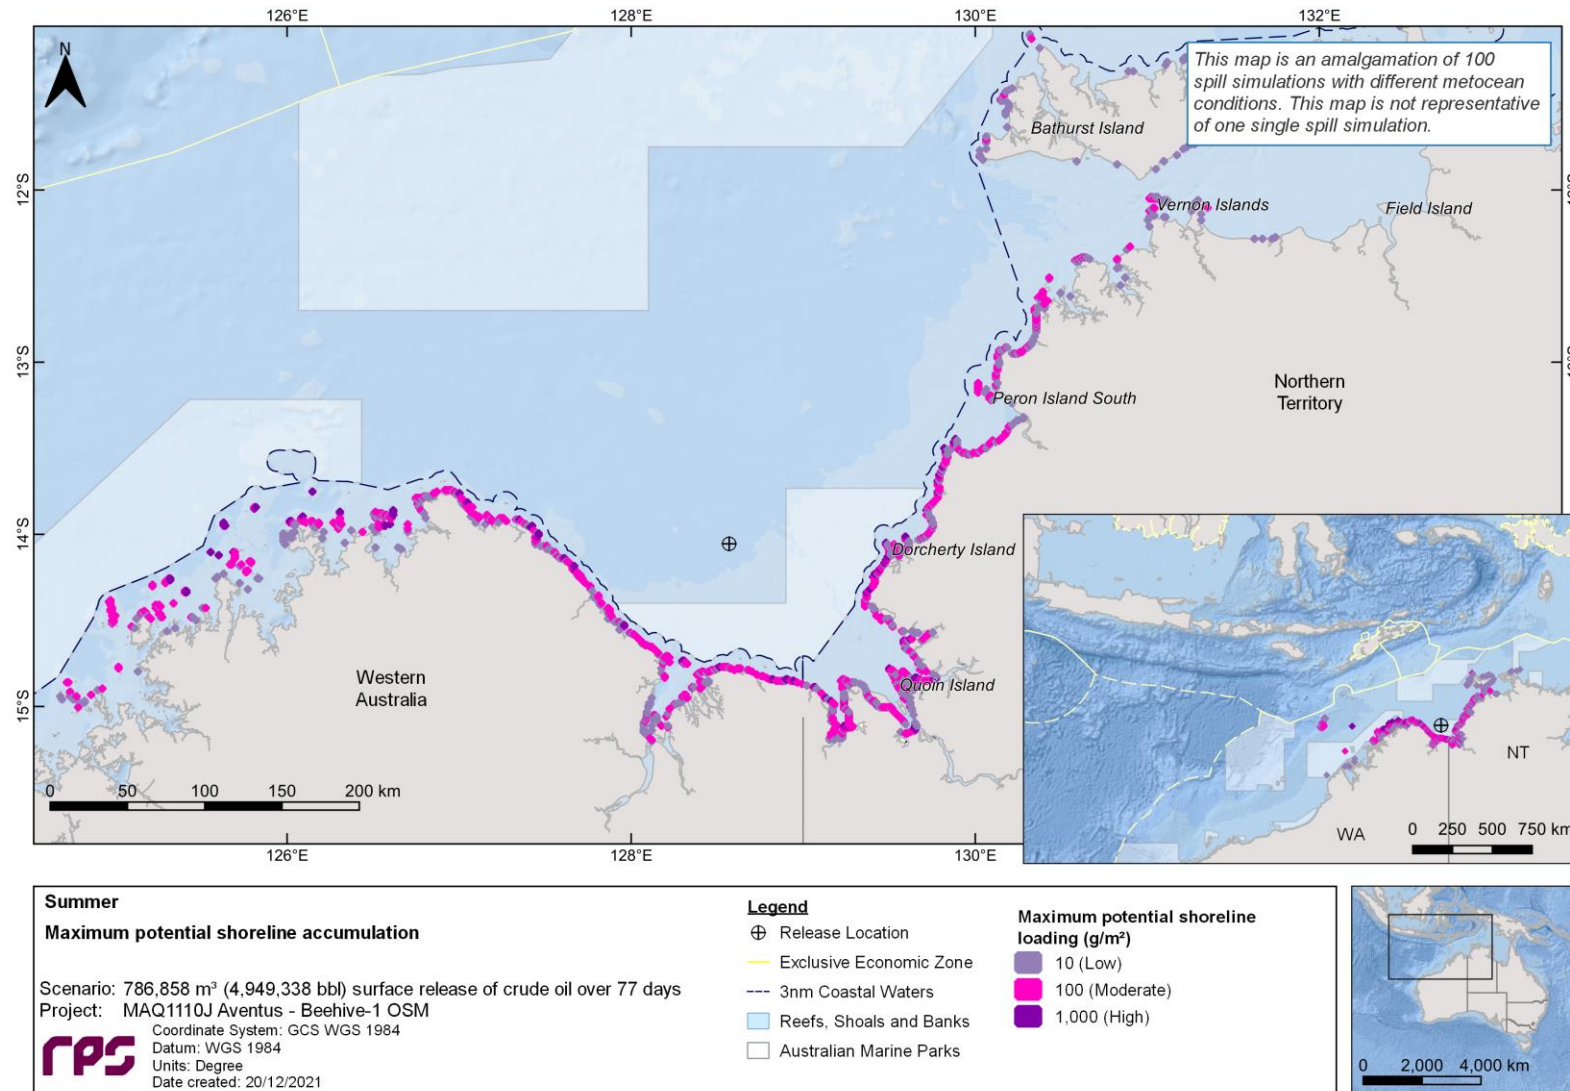 126°E
128°E
130°E
132°E
N
This map is an amalgamation of 100
spill simulations with different metocean
conditions. This map is not representative
of one single spill simulation.
Bathurst Island
12°S
Vernon Islands
Field Island
13°S
Northern
Territory
Peron Island South
14°S
Dorcherty Island
Western
Australia
Quoin Island
15°S
0 50 100 150 200 km
NT
WA
0 250 500 750 km
126°E
128°E
130°E
Summer
Maximum potential shoreline accumulation
Scenario: 786,858 m³ (4,949,338 bbl) surface release of crude oil over 77 days
Project: MAQ1110J Aventus - Beehive-1 OSM
rps
Coordinate System: GCS WGS 1984
Datum: WGS 1984
Units: Degree
Date created: 20/12/2021
Legend
Release Location
Exclusive Economic Zone
3nm Coastal Waters
Reefs, Shoals and Banks
Australian Marine Parks
Maximum potential shoreline
loading (g/m²)
10 (Low)
100 (Moderate)
1,000 (High)
0 2,000 4,000 km